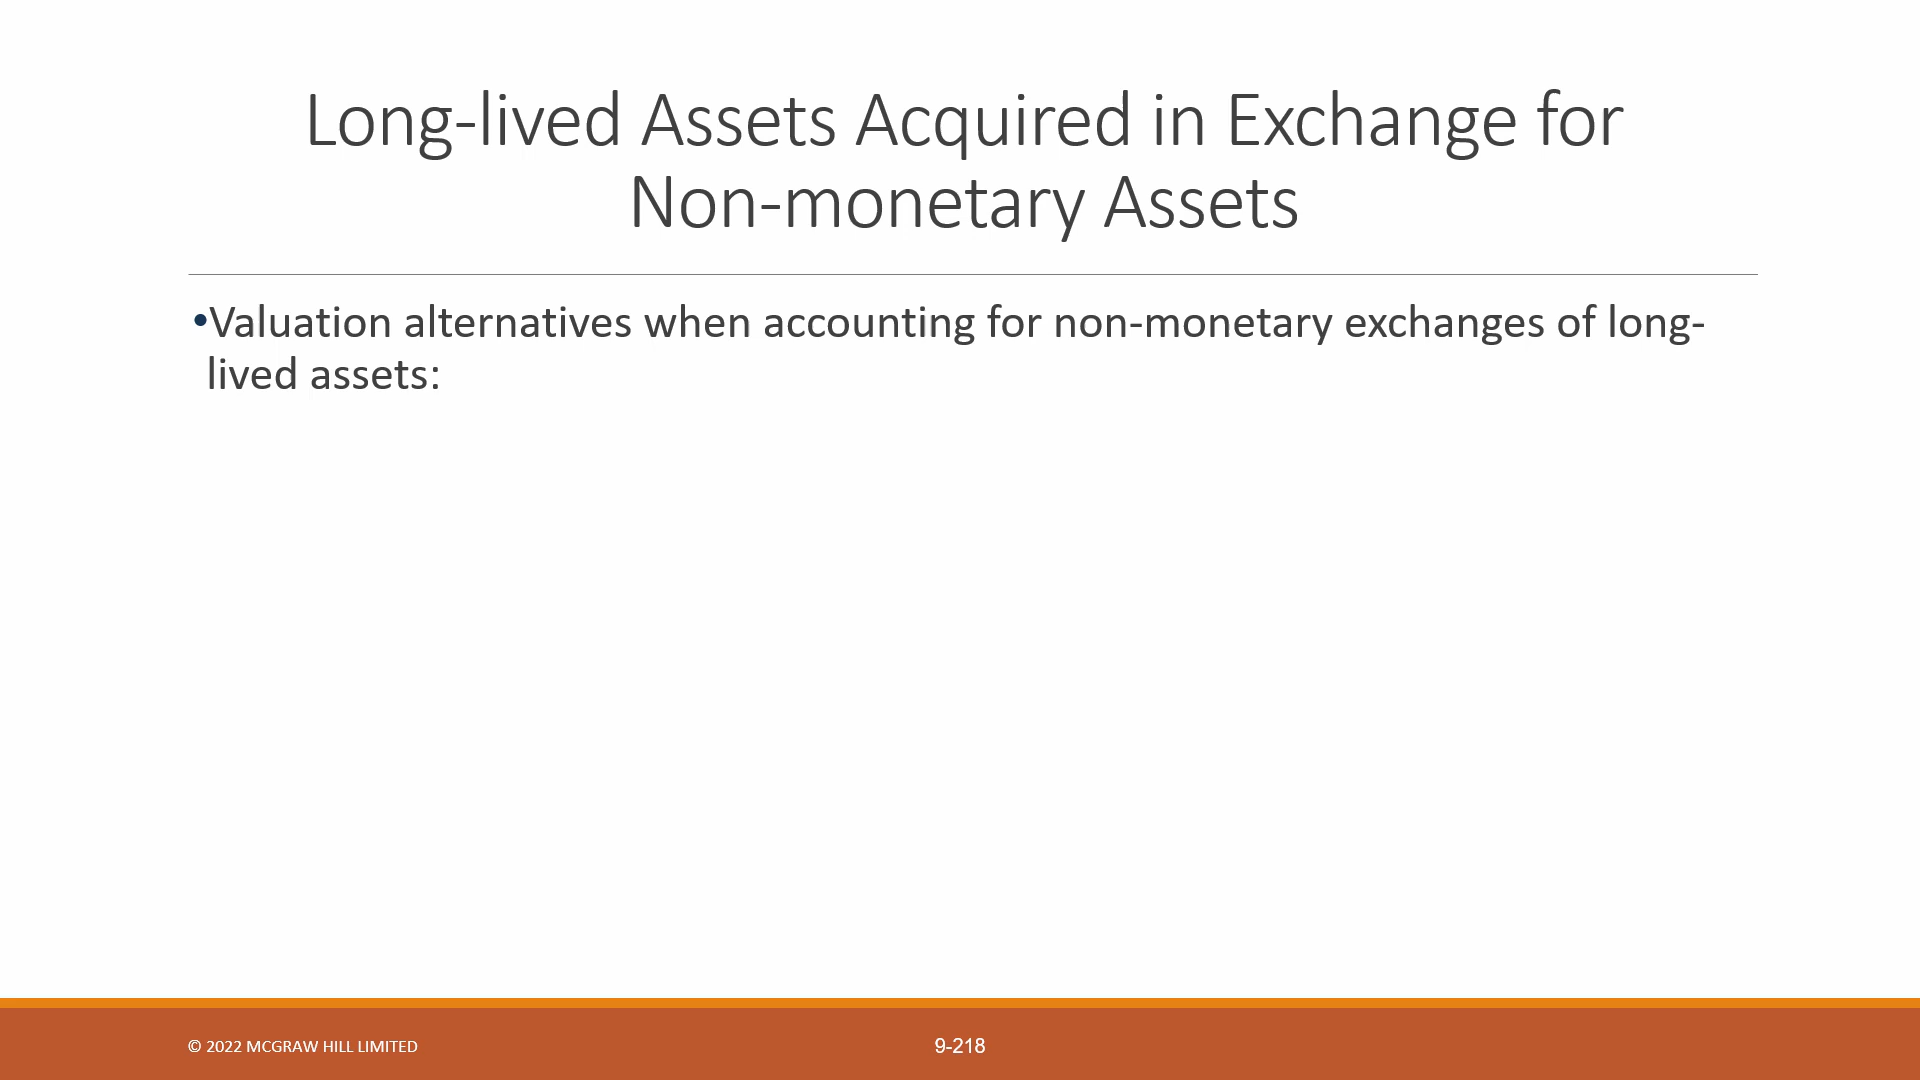 Long-lived Assets Acquired in Exchange for
Non-monetary Assets
•Valuation alternatives when accounting for non-monetary exchanges of long-
lived assets:
© 2022 MCGRAW HILL LIMITED
9-218